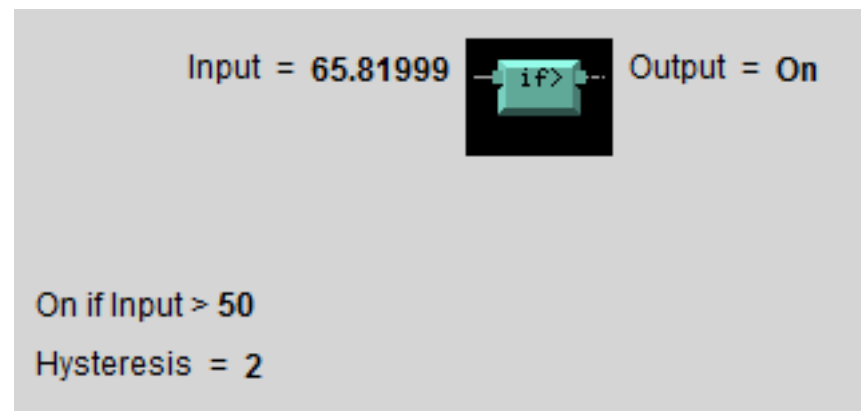 Input = 65.81999 if> Output = On
On if Input > 50
Hysteresis = 2